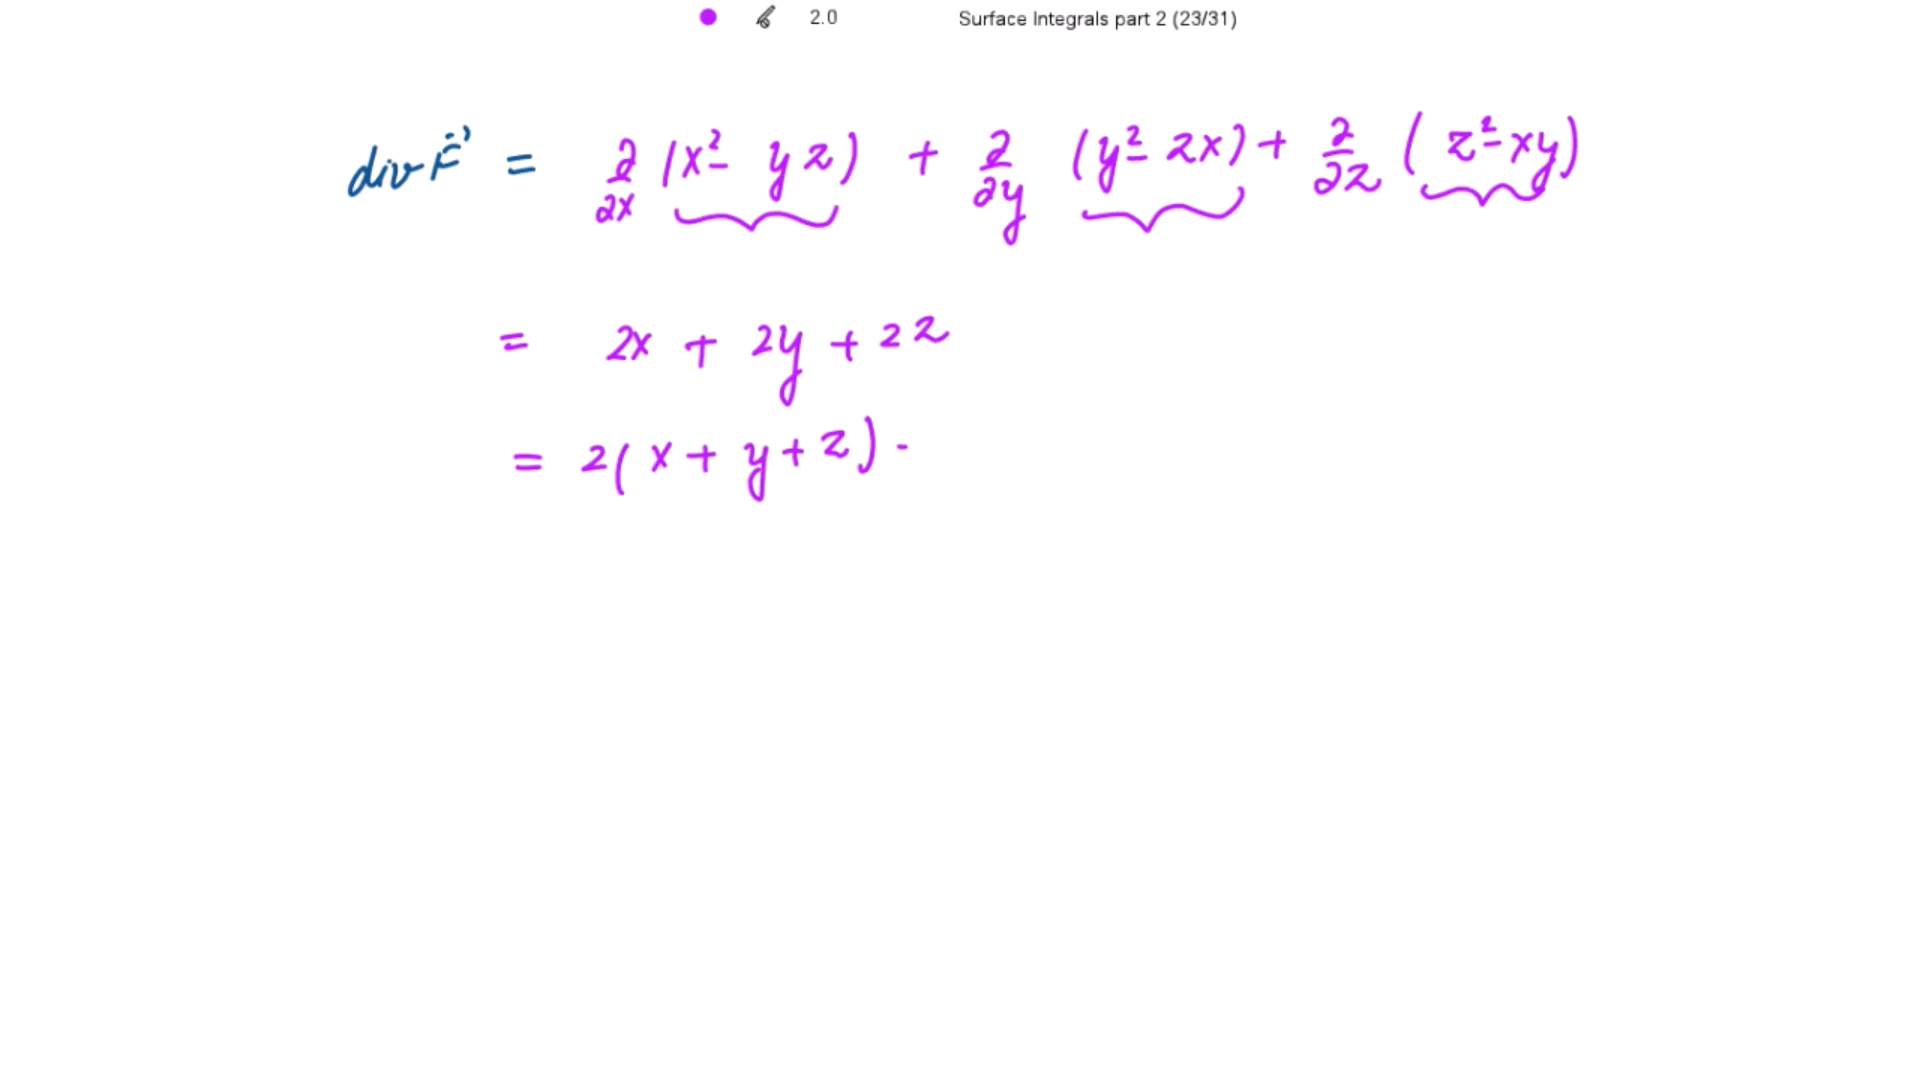 2.0 Surface Integrals part 2 (23/31)
div F⃗ = ∂/∂x (x² - yz) + ∂/∂y (y² - zx) + ∂/∂z (z² - xy)
= 2x + 2y + 2z
= 2(x + y + z).